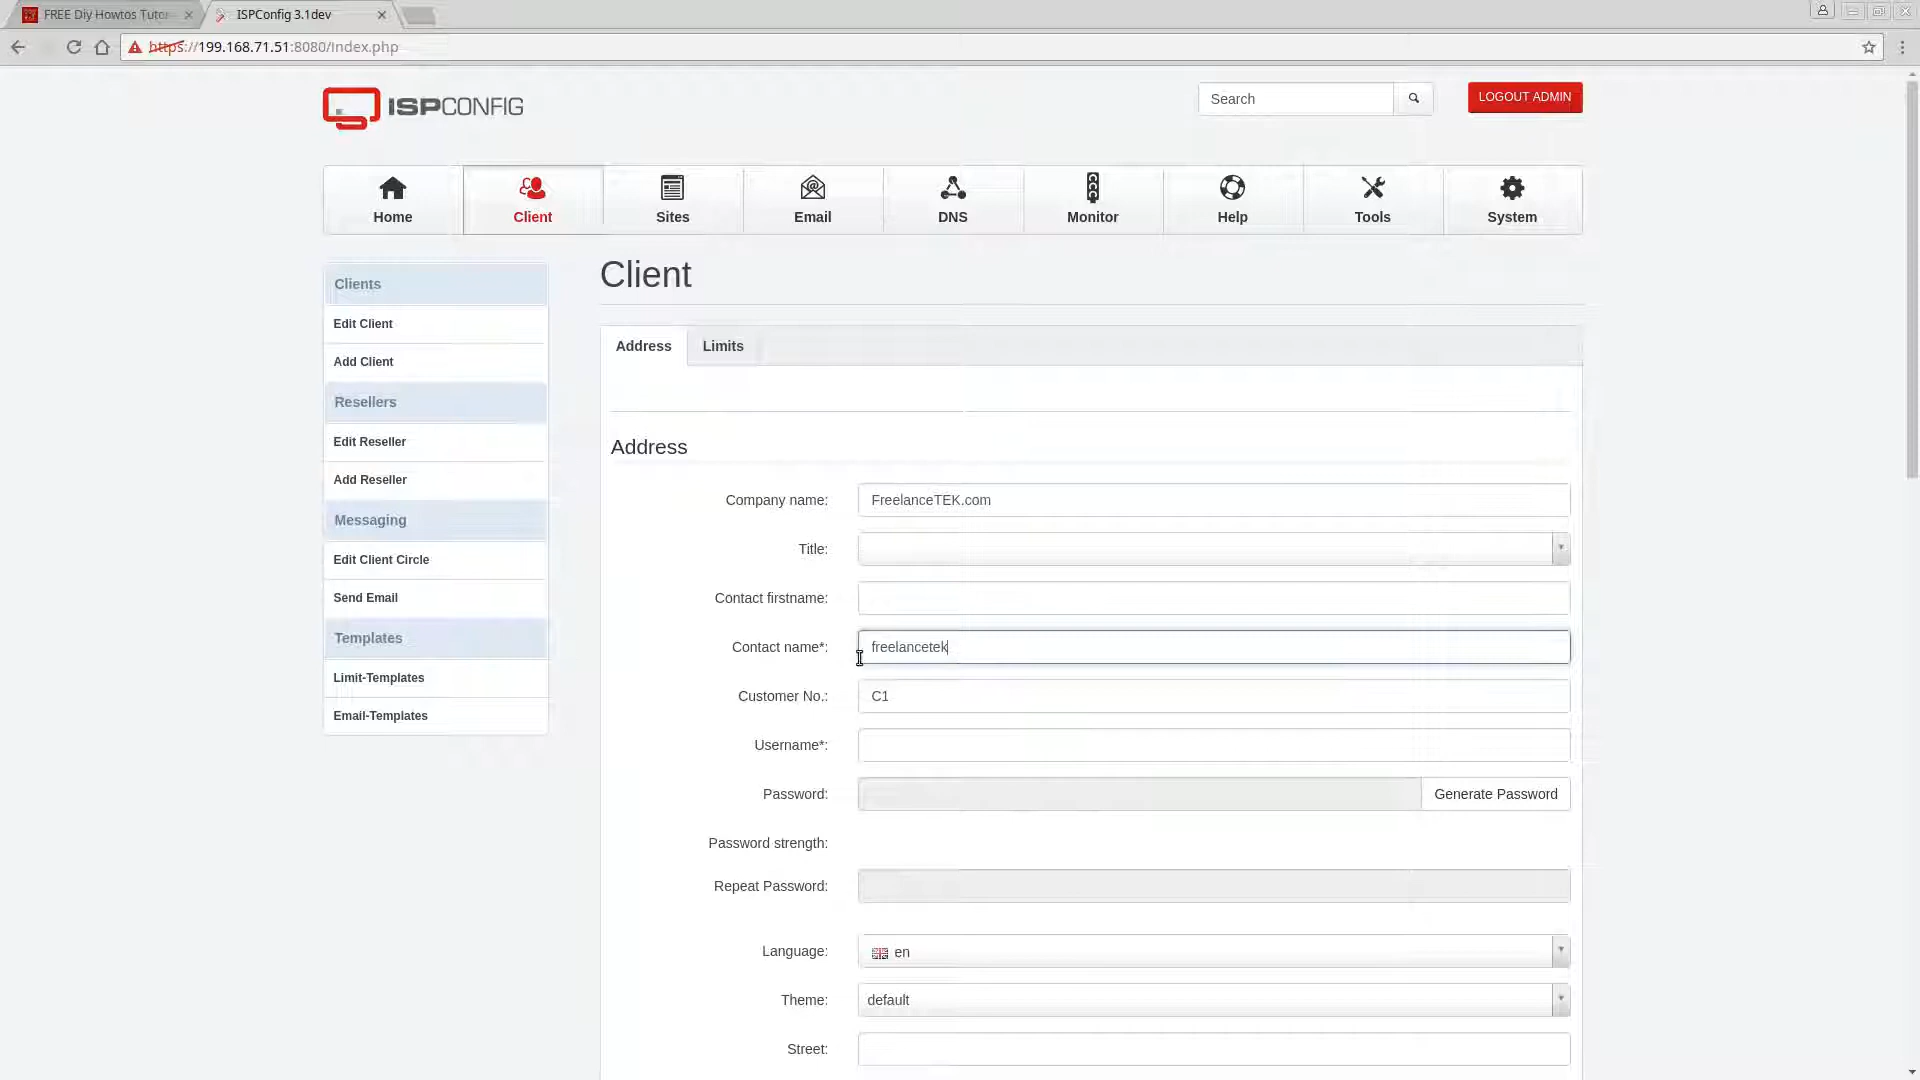 FREE Diy Howtos Tutor
ISPConfig 3.1dev
https://199.168.71.51:8080/index.php
ISPCONFIG
Search
LOGOUT ADMIN
Home
Client
Sites
Email
DNS
Monitor
Help
Tools
System
Clients
Edit Client
Add Client
Resellers
Edit Reseller
Add Reseller
Messaging
Edit Client Circle
Send Email
Templates
Limit-Templates
Email-Templates
Client
Address
Limits
Address
Company name: FreelanceTEK.com
Title:
Contact firstname:
Contact name*: freelancetek
Customer No.: C1
Username*:
Password: Generate Password
Password strength:
Repeat Password:
Language: en
Theme: default
Street: